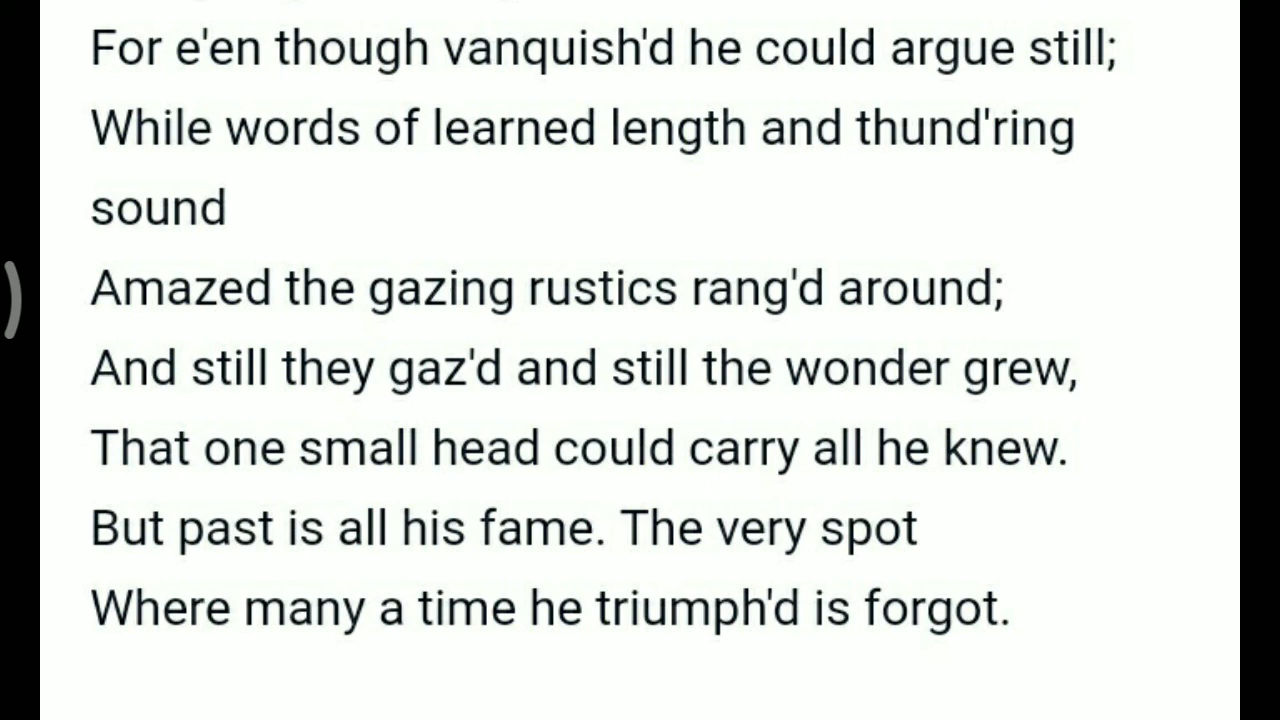 For e'en though vanquish'd he could argue still;
While words of learned length and thund'ring
sound
Amazed the gazing rustics rang'd around;
And still they gaz'd and still the wonder grew,
That one small head could carry all he knew.
But past is all his fame. The very spot
Where many a time he triumph'd is forgot.